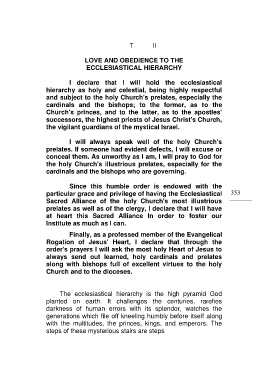 T II
LOVE AND OBEDIENCE TO THE
ECCLESIASTICAL HIERARCHY
I declare that I will hold the ecclesiastical
hierarchy as holy and celestial, being highly respectful
and subject to the holy Church's prelates, especially the
cardinals and the bishops; to the former, as to the
Church's princes, and to the latter, as to the apostles'
successors, the highest priests of Jesus Christ's Church,
the vigilant guardians of the mystical Israel.
I will always speak well of the holy Church's
prelates. If someone had evident defects, I will excuse or
conceal them. As unworthy as I am, I will pray to God for
the holy Church's illustrious prelates, especially for the
cardinals and the bishops who are governing.
Since this humble order is endowed with the
particular grace and privilege of having the Ecclesiastical
Sacred Alliance of the holy Church's most illustrious
prelates as well as of the clergy, I declare that I will have
at heart this Sacred Alliance In order to foster our
Institute as much as I can.
353
Finally, as a professed member of the Evangelical
Rogation of Jesus' Heart, I declare that through the
order's prayers I will ask the most holy Heart of Jesus to
always send out learned, holy cardinals and prelates
along with bishops full of excellent virtues to the holy
Church and to the dioceses.
The ecclesiastical hierarchy is the high pyramid God
planted on earth. It challenges the centuries, rarefies
darkness of human errors with its splendor, watches the
generations which file off kneeling humbly before itself along
with the multitudes, the princes, kings, and emperors. The
steps of these mysterious stairs are steps